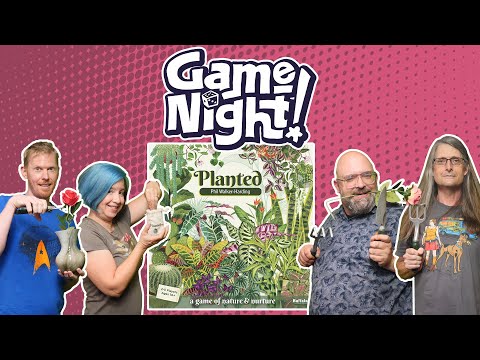 Game
Night!
Planted
Phil Walker-Harding
a game of nature & nurture